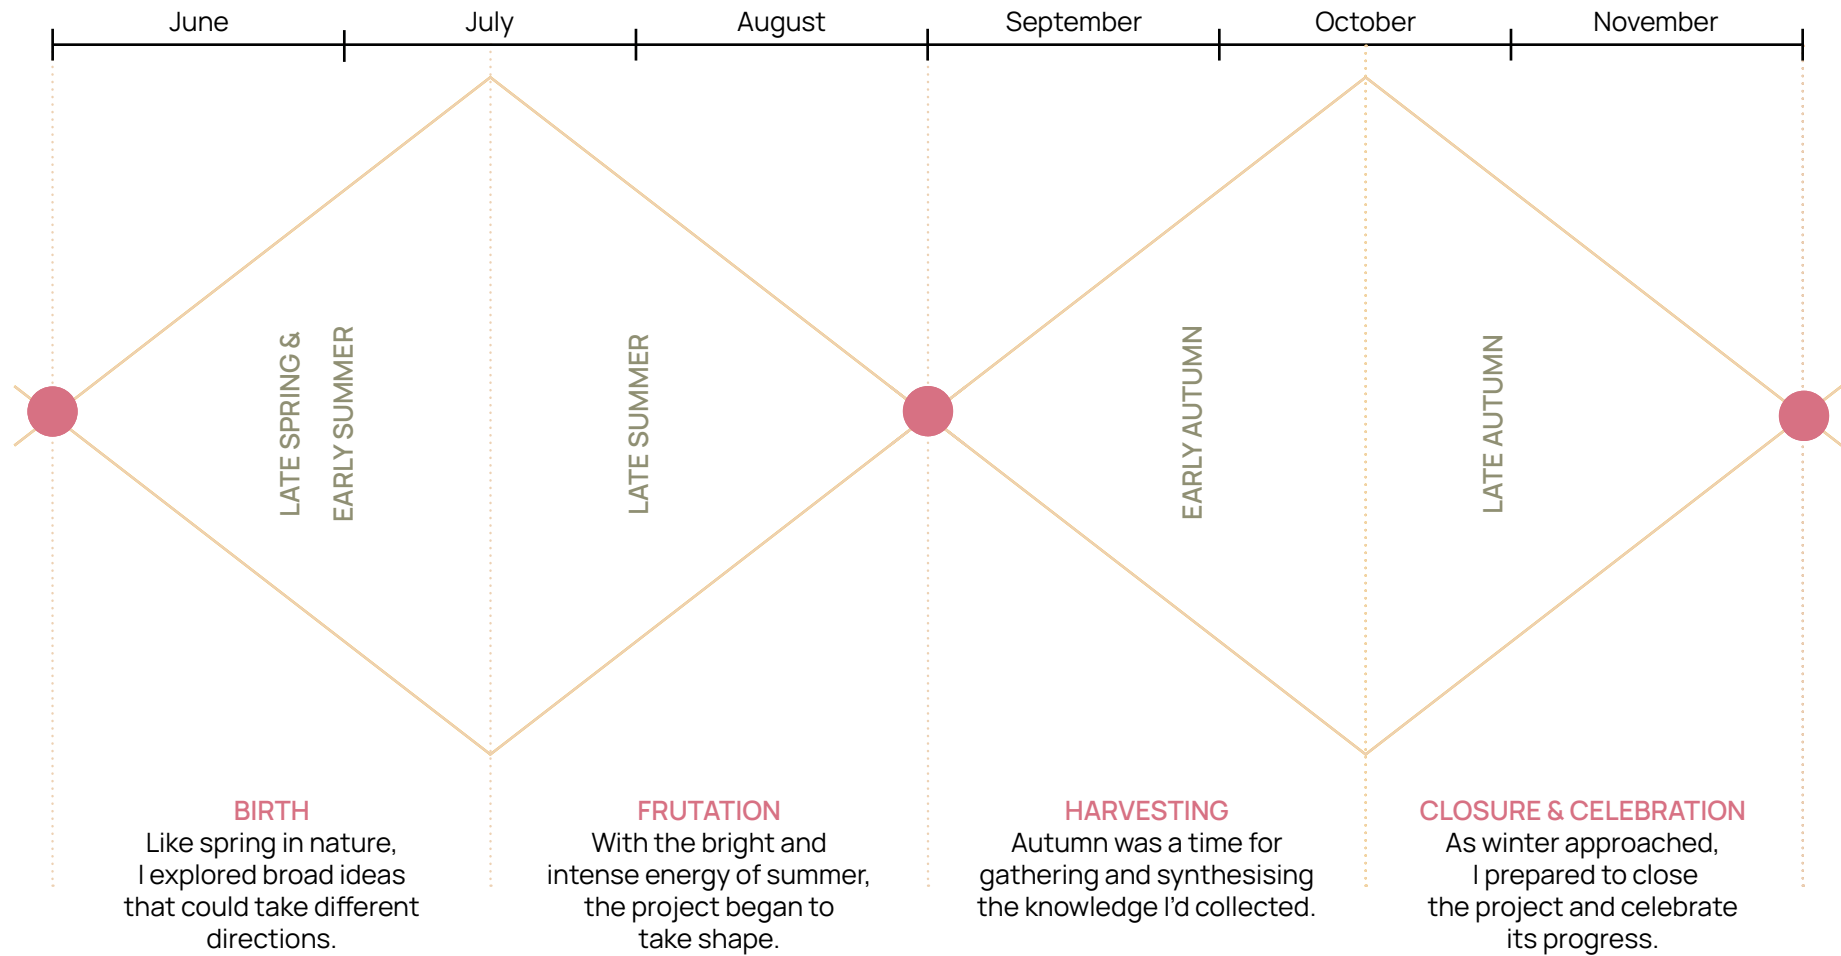 June
July
August
September
October
November
LATE SPRING &
EARLY SUMMER
LATE SUMMER
EARLY AUTUMN
LATE AUTUMN
BIRTH
Like spring in nature,
I explored broad ideas
that could take different
directions.
FRUTATION
With the bright and
intense energy of summer,
the project began to
take shape.
HARVESTING
Autumn was a time for
gathering and synthesising
the knowledge I'd collected.
CLOSURE & CELEBRATION
As winter approached,
I prepared to close
the project and celebrate
its progress.